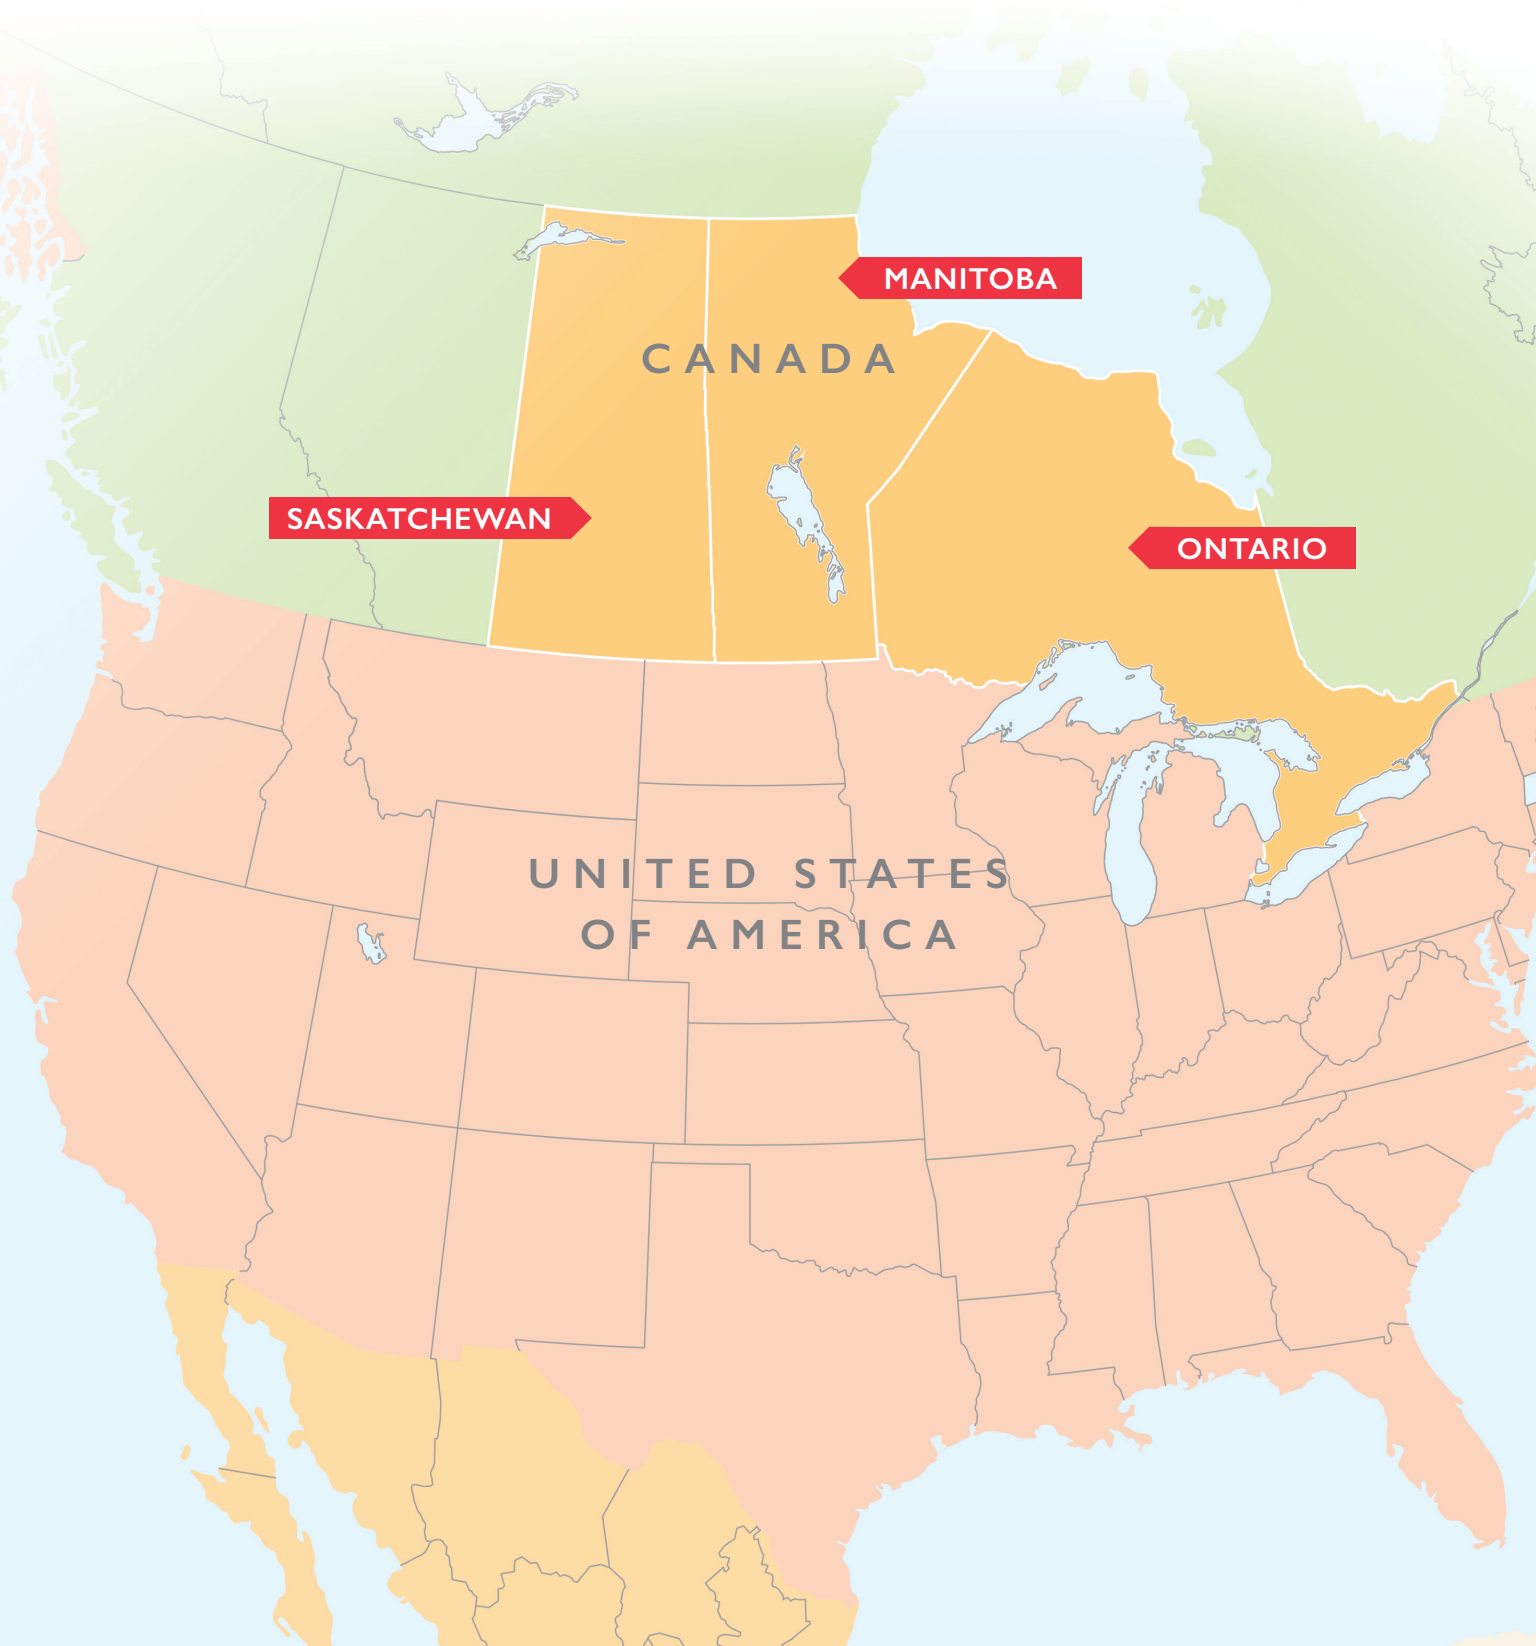 MANITOBA
CANADA
SASKATCHEWAN
ONTARIO
UNITED STATES
OF AMERICA